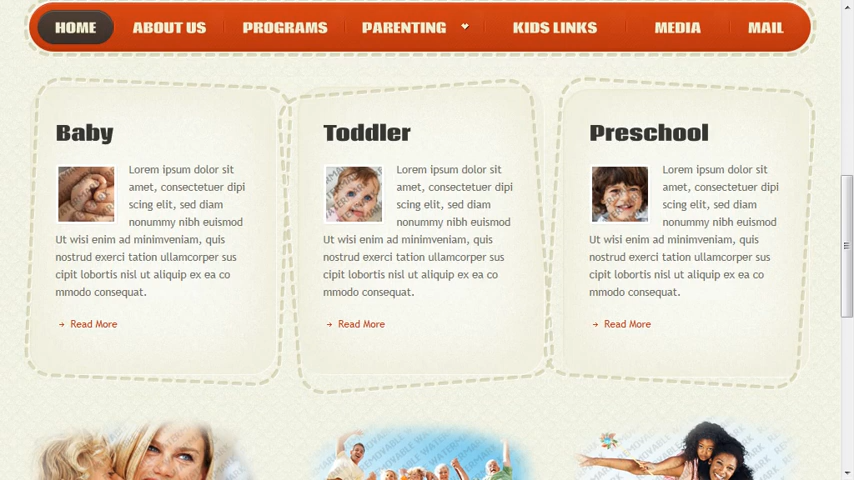 HOME ABOUT US PROGRAMS PARENTING KIDS LINKS MEDIA MAIL
Baby
Lorem ipsum dolor sit
amet, consectetuer dipi
scing elit, sed diam
nonummy nibh euismod
Ut wisi enim ad minimveniam, quis
nostrud exerci tation ullamcorper sus
cipit lobortis nisl ut aliquip ex ea co
mmodo consequat.
Read More
Toddler
Lorem ipsum dolor sit
amet, consectetuer dipi
scing elit, sed diam
nonummy nibh euismod
Ut wisi enim ad minimveniam, quis
nostrud exerci tation ullamcorper sus
cipit lobortis nisl ut aliquip ex ea co
mmodo consequat.
Read More
Preschool
Lorem ipsum dolor sit
amet, consectetuer dipi
scing elit, sed diam
nonummy nibh euismod
Ut wisi enim ad minimveniam, quis
nostrud exerci tation ullamcorper sus
cipit lobortis nisl ut aliquip ex ea co
mmodo consequat.
Read More